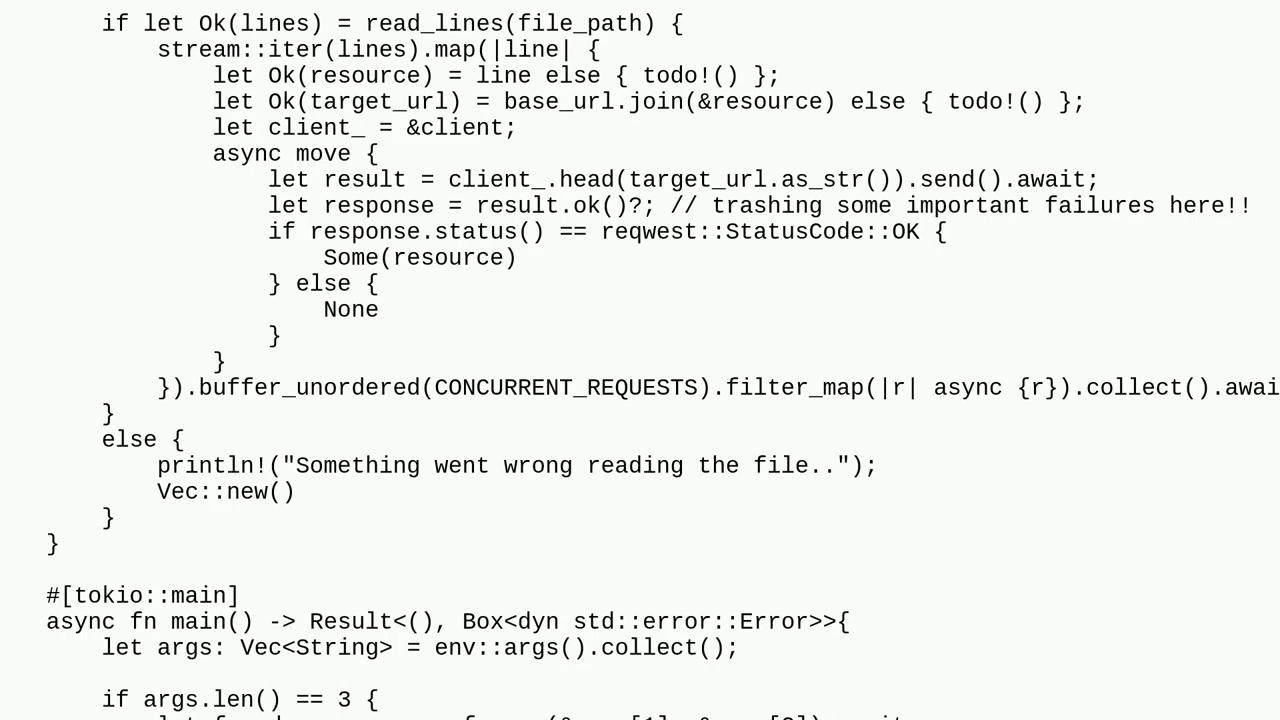 if let Ok(lines) = read_lines(file_path) {
stream::iter(lines).map(|line| {
let Ok(resource) = line else { todo!() };
let Ok(target_url) = base_url.join(&resource) else { todo!() };
let client_ = &client;
async move {
let result = client_.head(target_url.as_str()).send().await;
let response = result.ok()?; // trashing some important failures here!!
if response.status() == reqwest::StatusCode::OK {
Some(resource)
} else {
None
}
}
}).buffer_unordered(CONCURRENT_REQUESTS).filter_map(|r| async {r}).collect().awai
}
else {
println!("Something went wrong reading the file..");
Vec::new()
}
}
#[tokio::main]
async fn main() -> Result<(), Box<dyn std::error::Error>>{
let args: Vec<String> = env::args().collect();
if args.len() == 3 {